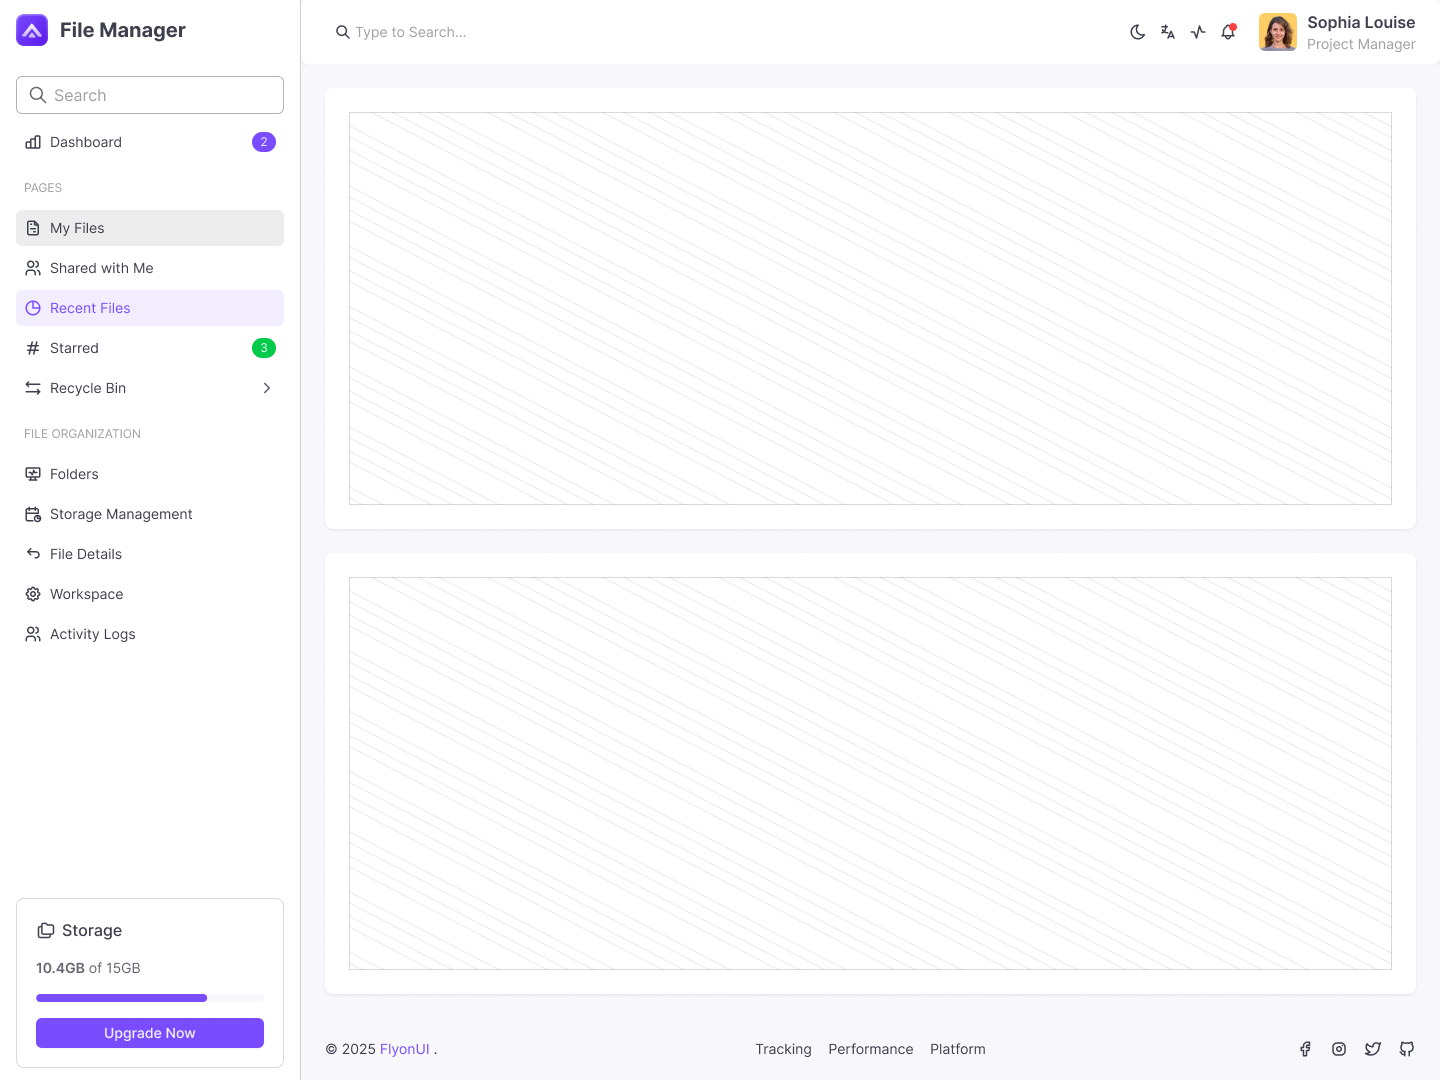 File Manager
Search
Dashboard 2
PAGES
My Files
Shared with Me
Recent Files
Starred 3
Recycle Bin
FILE ORGANIZATION
Folders
Storage Management
File Details
Workspace
Activity Logs
Storage
10.4GB of 15GB
Upgrade Now
Type to Search...
Sophia Louise
Project Manager
© 2025 FlyonUI .
Tracking Performance Platform